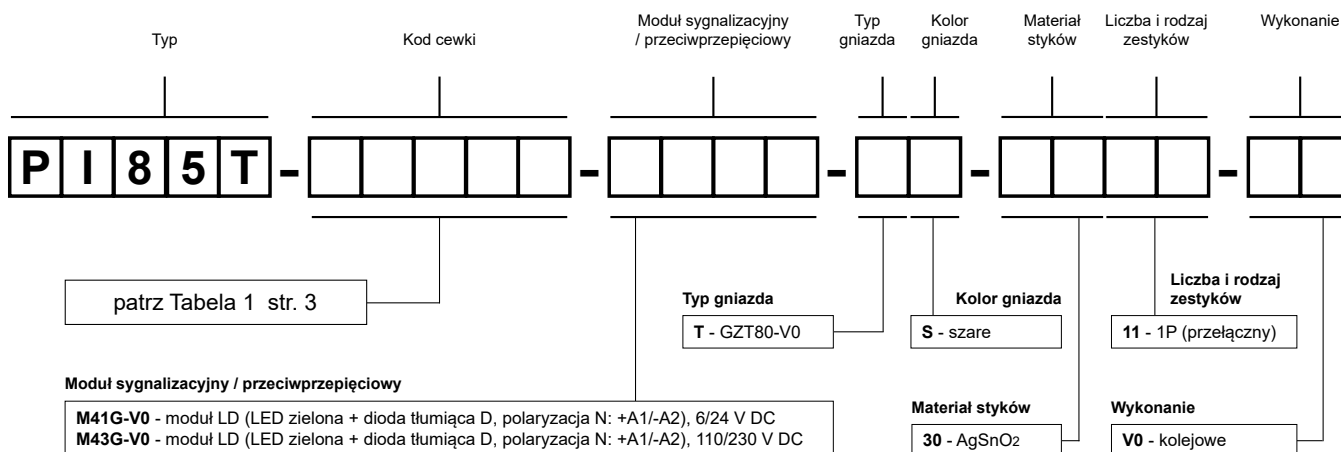 Typ
Kod cewki
Moduł sygnalizacyjny
/ przeciwprzepięciowy
Typ
gniazda
Kolor
gniazda
Materiał
styków
Liczba i rodzaj
zestyków
Wykonanie
P I 8 5 T - - - - -
patrz Tabela 1 str. 3
Typ gniazda
T - GZT80-V0
Kolor gniazda
S - szare
Liczba i rodzaj
zestyków
11 - 1P (przełączny)
Moduł sygnalizacyjny / przeciwprzepięciowy
M41G-V0 - moduł LD (LED zielona + dioda tłumiąca D, polaryzacja N: +A1/-A2), 6/24 V DC
M43G-V0 - moduł LD (LED zielona + dioda tłumiąca D, polaryzacja N: +A1/-A2), 110/230 V DC
Materiał styków
30 - AgSnO2
Wykonanie
V0 - kolejowe